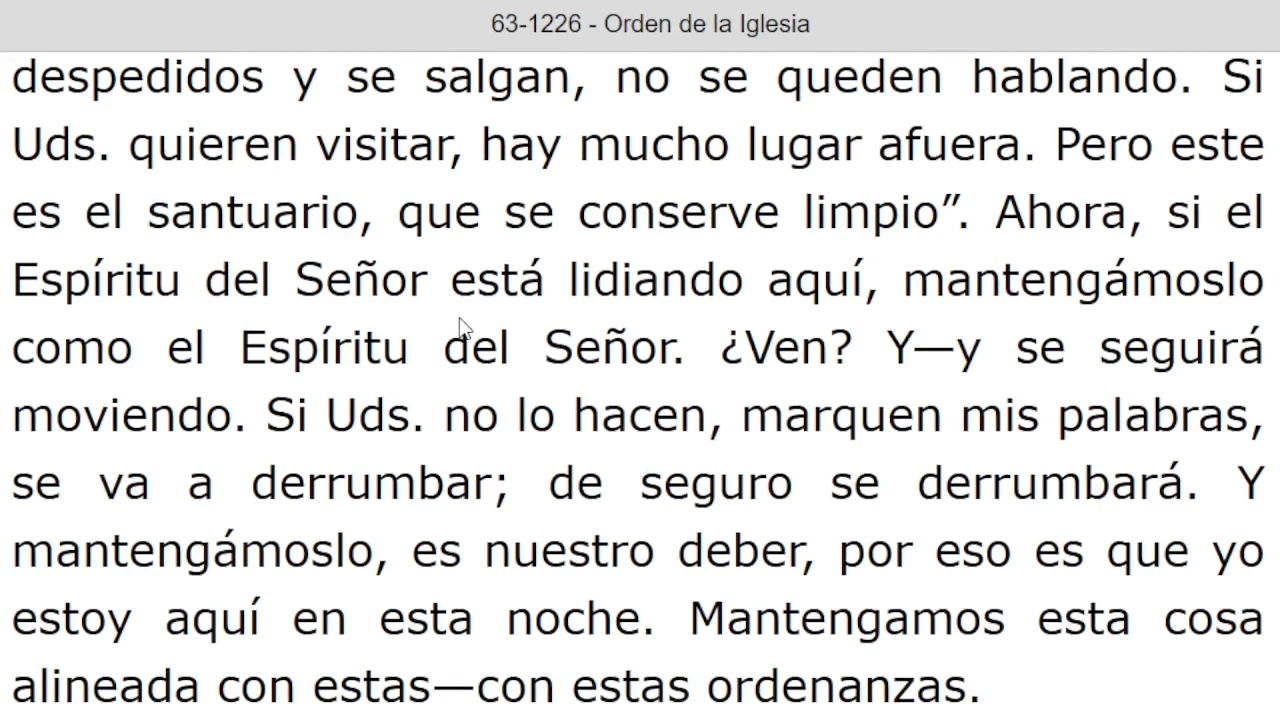 63-1226 - Orden de la Iglesia
despedidos y se salgan, no se queden hablando. Si
Uds. quieren visitar, hay mucho lugar afuera. Pero este
es el santuario, que se conserve limpio”. Ahora, si el
Espíritu del Señor está lidiando aquí, mantengámoslo
como el Espíritu del Señor. ¿Ven? Y—y se seguirá
moviendo. Si Uds. no lo hacen, marquen mis palabras,
se va a derrumbar; de seguro se derrumbará. Y
mantengámoslo, es nuestro deber, por eso es que yo
estoy aquí en esta noche. Mantengamos esta cosa
alineada con estas—con estas ordenanzas.